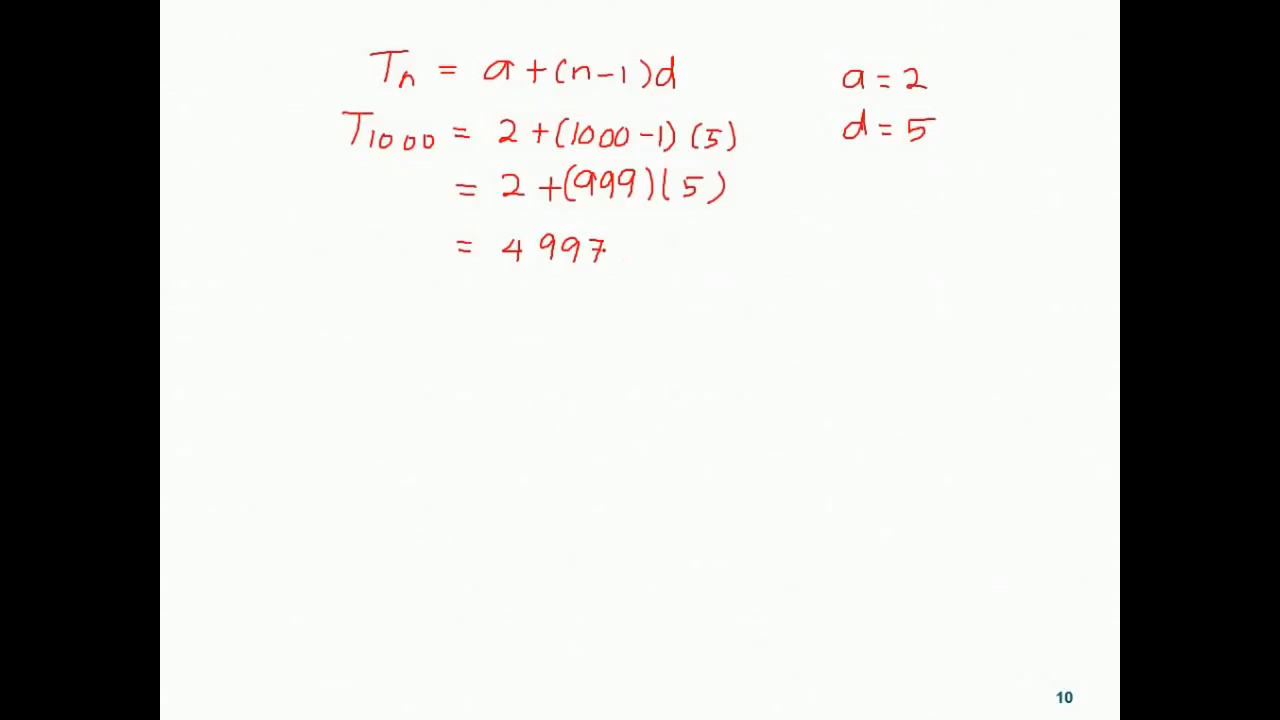 Tn = a + (n-1)d
a = 2
T1000 = 2 + (1000-1)(5)
d = 5
= 2 + (999)(5)
= 4997
10